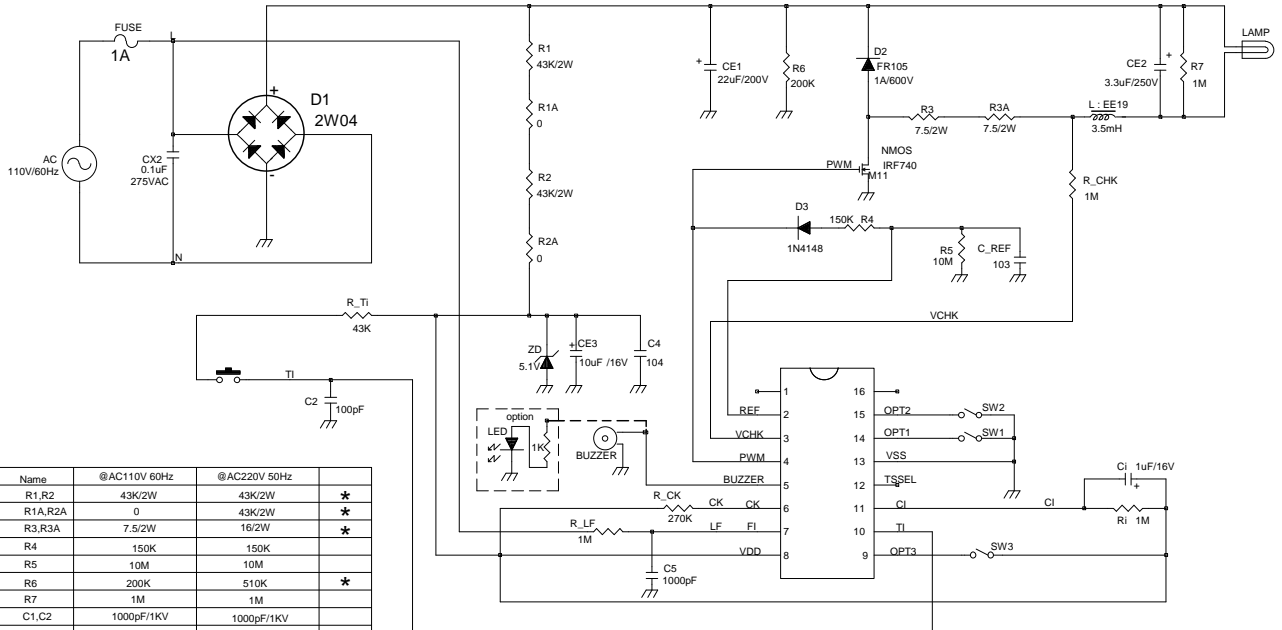 FUSE
1A
L
AC
110V/60Hz
CX2
0.1uF
275VAC
N
+
-
D1
2W04
R1
43K/2W
R1A
0
R2
43K/2W
R2A
0
+
CE1
22uF/200V
R6
200K
D2
FR105
1A/600V
R3
7.5/2W
R3A
7.5/2W
L : EE19
3.5mH
CE2 +
3.3uF/250V
R7
1M
LAMP
PWM
NMOS
IRF740
M11
R_CHK
1M
D3
1N4148
150K R4
R5
10M
C_REF
103
VCHK
R_Ti
43K
ZD
5.1V
+CE3
10uF /16V
C4
104
TI
C2
100pF
option
LED
1K
BUZZER
1 16
REF 2 15 OPT2 SW2
VCHK 3 14 OPT1 SW1
PWM 4 13 VSS
BUZZER 5 12 TSSEL
R_CK
270K
CK CK 6 11 CI CI
R_LF
1M
LF FI 7 10 TI
VDD 8 9 OPT3 SW3
C5
1000pF
Ci 1uF/16V
+
Ri 1M
Name @AC110V 60Hz @AC220V 50Hz
R1,R2 43K/2W 43K/2W *
R1A,R2A 0 43K/2W *
R3,R3A 7.5/2W 16/2W *
R4 150K 150K
R5 10M 10M
R6 200K 510K *
R7 1M 1M
C1,C2 1000pF/1KV 1000pF/1KV